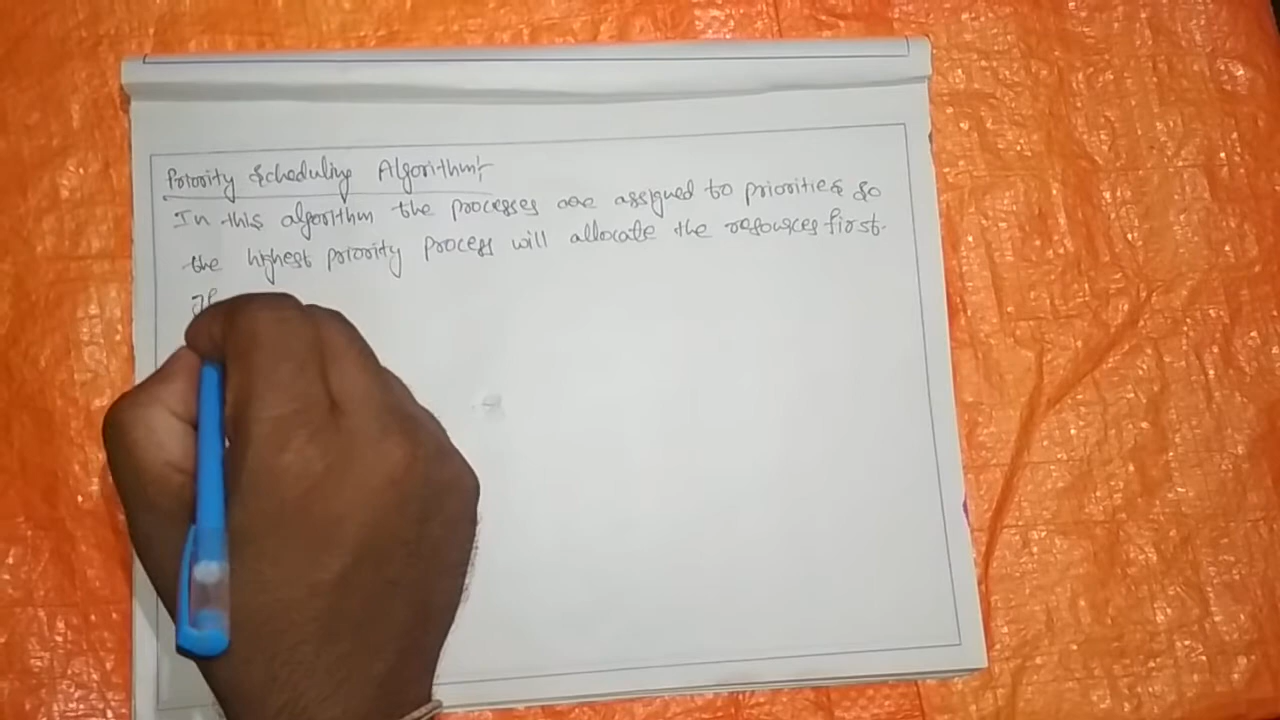 Priority Scheduling Algorithm:-
In this algorithm the processes are assigned to priorities so
the highest priority process will allocate the resources first.
If